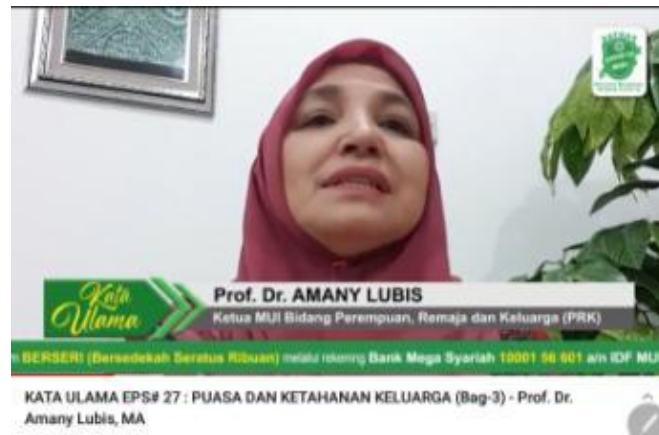 Kata
Ulama
Prof. Dr. AMANY LUBIS
Ketua MUI Bidang Perempuan, Remaja dan Keluarga (PRK)
BERSERI (Bersedekah Seratus Ribuan) melalui rekening Bank Mega Syariah 10001 56 601 a/n IDF MUI
KATA ULAMA EPS# 27 : PUASA DAN KETAHANAN KELUARGA (Bag-3) - Prof. Dr.
Amany Lubis, MA